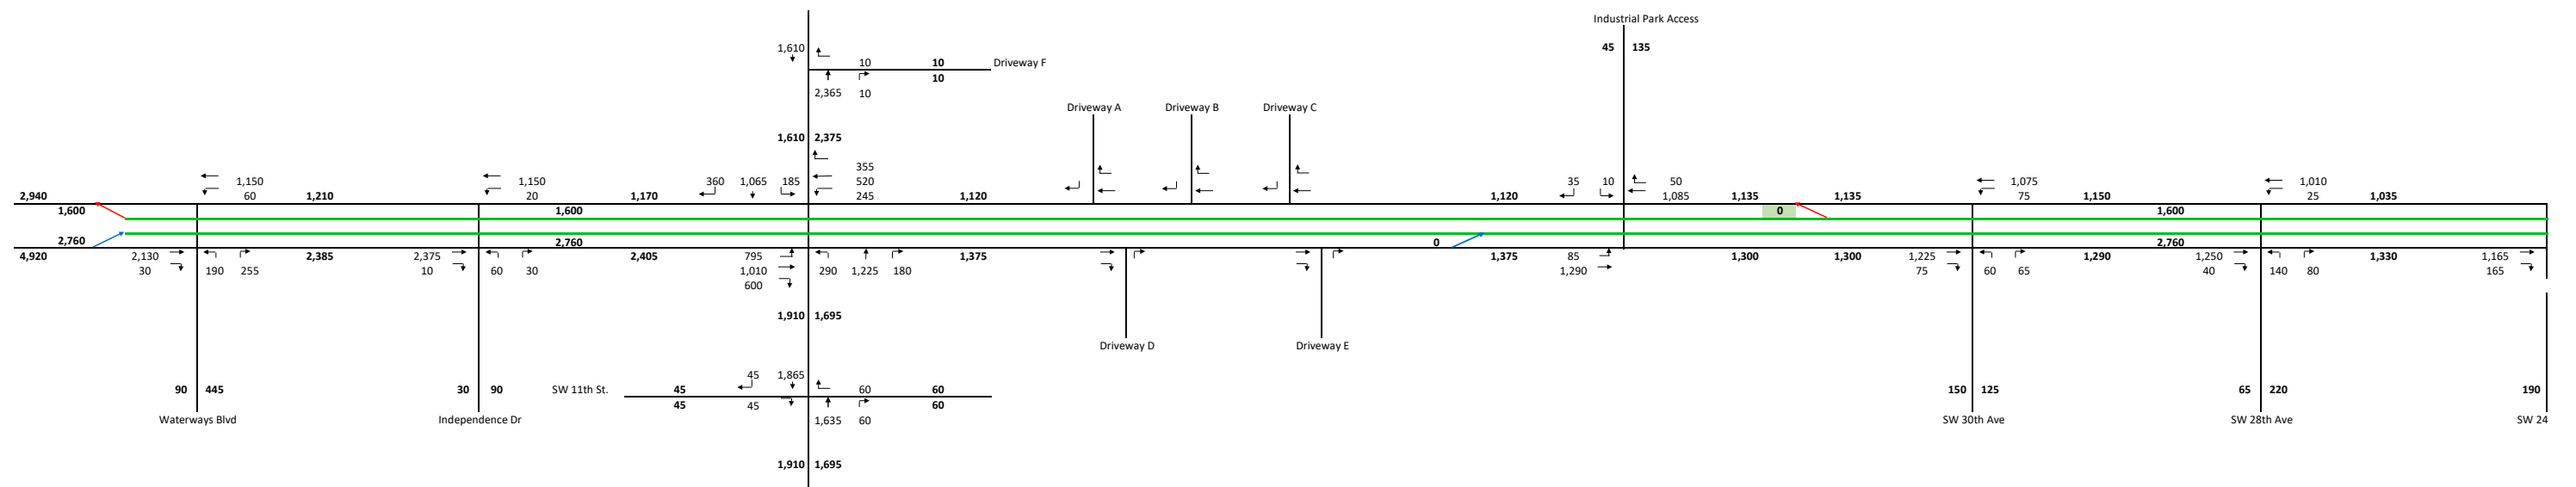 Industrial Park Access
1,610 45 135
10 10 Driveway F
10
2,365 10
Driveway A Driveway B Driveway C
1,610 2,375
355
1,150 1,150 360 1,065 185 520 35 10 50 1,075 1,010
2,940 60 1,210 20 1,170 245 1,120 1,120 1,085 1,135 1,135 75 1,150 25 1,035
1,600 1,600 0 1,600
2,760 2,760 0 2,760
4,920 2,130 2,385 2,375 2,405 795 1,375 1,375 85 1,300 1,300 1,225 1,290 1,250 1,330 1,165
30 190 255 10 60 30 1,010 290 1,225 180 1,290 75 60 65 40 140 80 165
600
1,910 1,695
Driveway D Driveway E
45 1,865
90 445 30 90 SW 11th St. 45 60 60 150 125 65 220 190
45 45 60
Waterways Blvd Independence Dr 1,635 60 SW 30th Ave SW 28th Ave SW 24
1,910 1,695